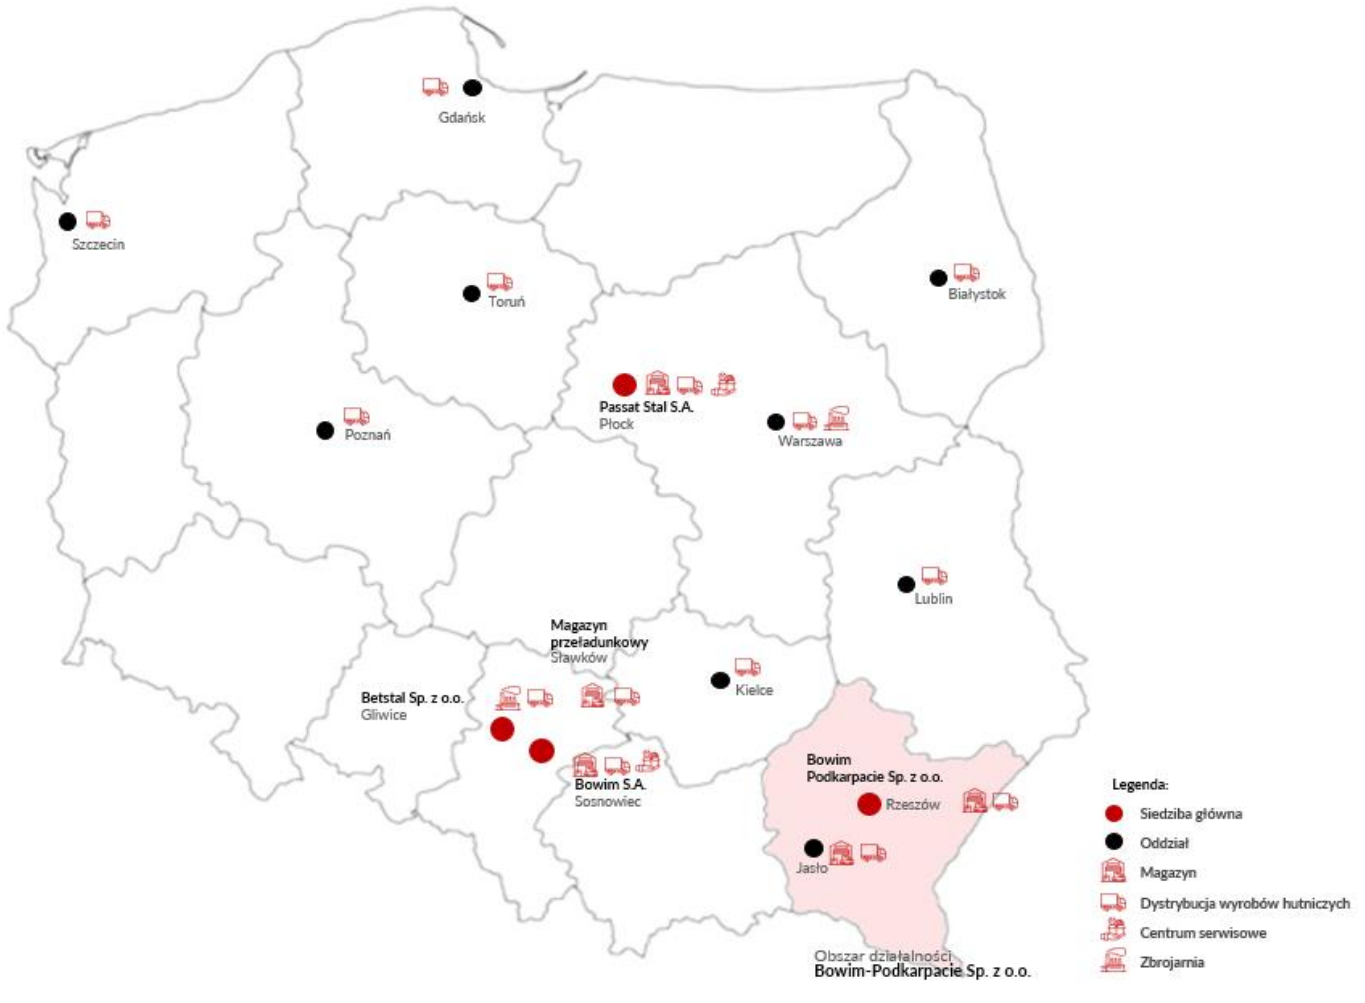 Gdańsk
Szczecin
Białystok
Toruń
Passat Stal S.A.
Płock
Poznań
Warszawa
Lublin
Magazyn
przeładunkowy
Sławków
Kielce
Betstal Sp. z o.o.
Gliwice
Bowim S.A.
Sosnowiec
Bowim
Podkarpacie Sp. z o.o.
Rzeszów
Jasło
Obszar działalności
Bowim-Podkarpacie Sp. z o.o.
Legenda:
Siedziba główna
Oddział
Magazyn
Dystrybucja wyrobów hutniczych
Centrum serwisowe
Zbrojarnia